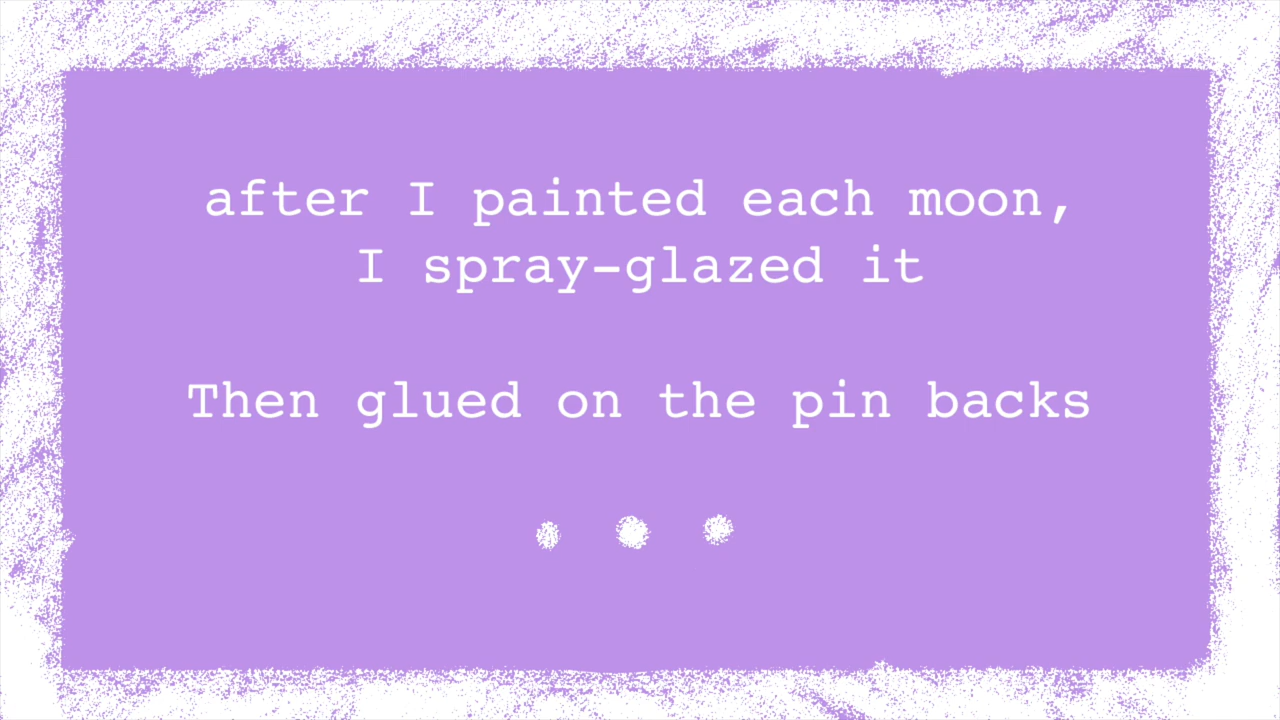 after I painted each moon,
I spray-glazed it
Then glued on the pin backs